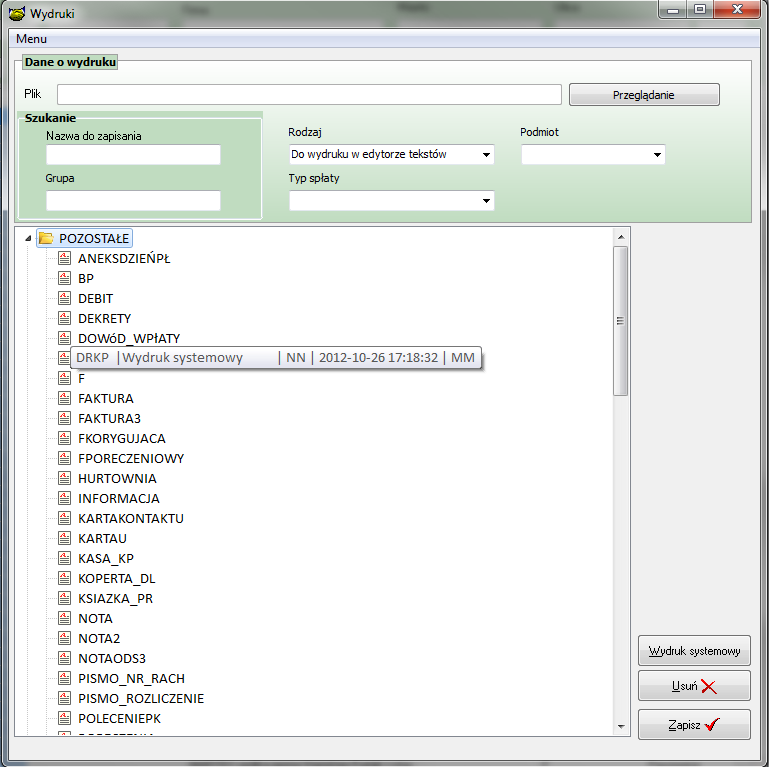 Wydruki
Menu
Dane o wydruku
Plik
Przeglądanie
Szukanie
Nazwa do zapisania
Rodzaj
Podmiot
Do wydruku w edytorze tekstów
Grupa
Typ spłaty
POZOSTAŁE
ANEKSDZIEŃPŁ
BP
DEBIT
DEKRETY
DOWóD_WPłATY
DRKP |Wydruk systemowy | NN | 2012-10-26 17:18:32 | MM
F
FAKTURA
FAKTURA3
FKORYGUJACA
FPORECZENIOWY
HURTOWNIA
INFORMACJA
KARTAKONTAKTU
KARTAU
KASA_KP
KOPERTA_DL
KSIAZKA_PR
NOTA
NOTA2
NOTAODS3
PISMO_NR_RACH
PISMO_ROZLICZENIE
POLECENIEPK
Wydruk systemowy
Usuń
Zapisz